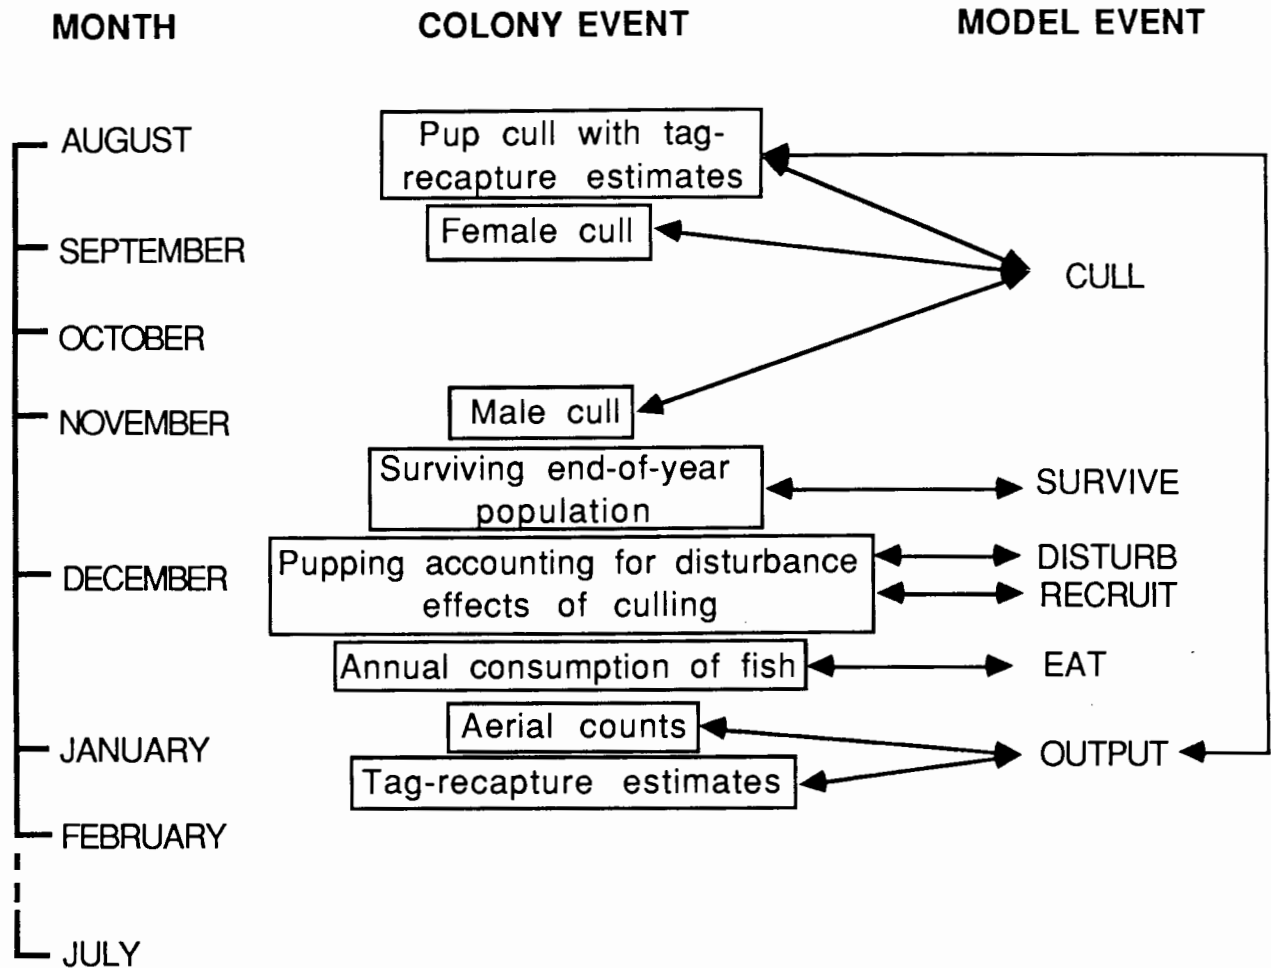 MONTH COLONY EVENT MODEL EVENT
AUGUST
Pup cull with tag-
recapture estimates
Female cull
SEPTEMBER
CULL
OCTOBER
Male cull
NOVEMBER
Surviving end-of-year
population
SURVIVE
Pupping accounting for disturbance
effects of culling
DISTURB
DECEMBER
RECRUIT
Annual consumption of fish
EAT
Aerial counts
JANUARY
OUTPUT
Tag-recapture estimates
FEBRUARY
JULY